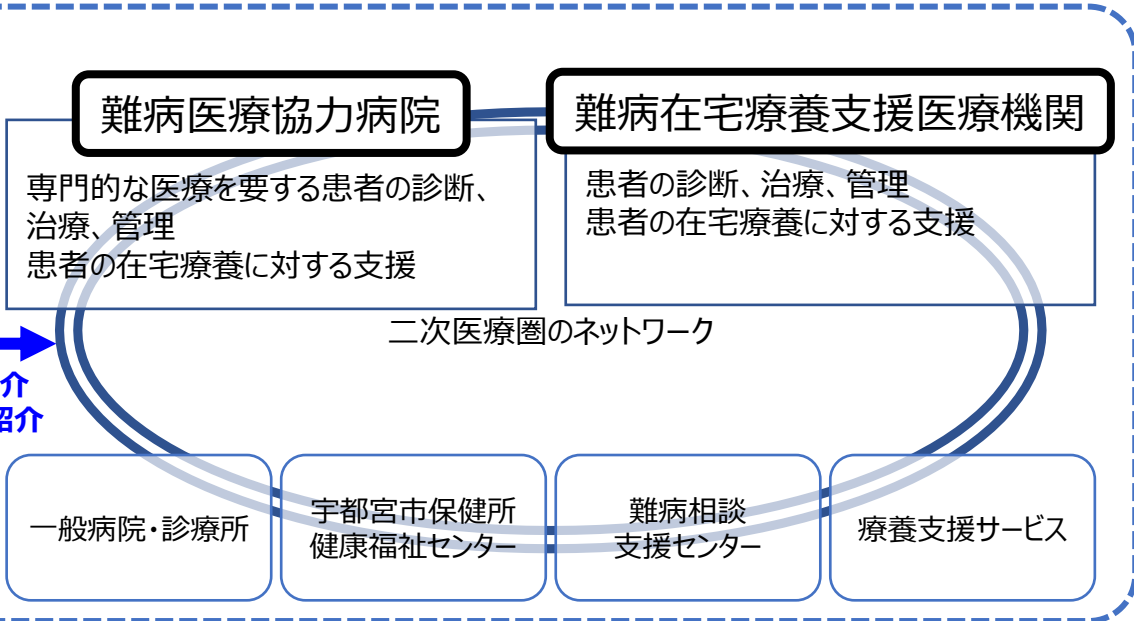 難病医療協力病院
専門的な医療を要する患者の診断、
治療、管理
患者の在宅療養に対する支援
難病在宅療養支援医療機関
患者の診断、治療、管理
患者の在宅療養に対する支援
二次医療圏のネットワーク
介
紹介
一般病院・診療所
宇都宮市保健所
健康福祉センター
難病相談
支援センター
療養支援サービス